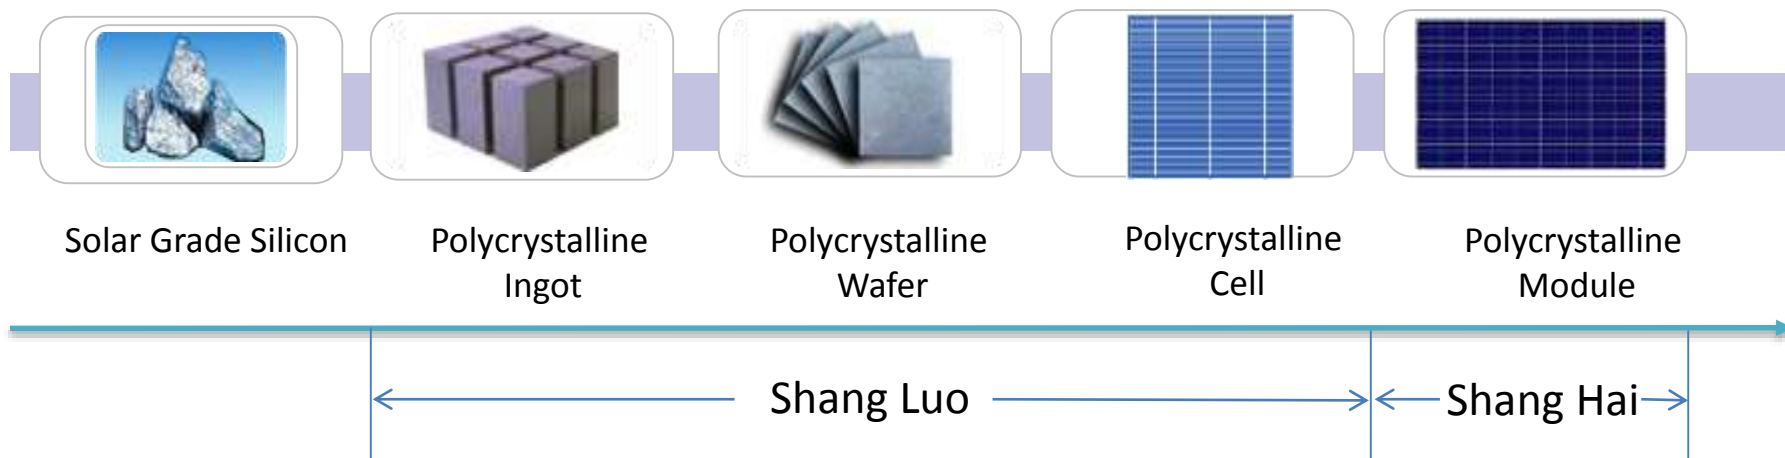 Solar Grade Silicon
Polycrystalline
Ingot
Polycrystalline
Wafer
Polycrystalline
Cell
Polycrystalline
Module
Shang Luo
Shang Hai